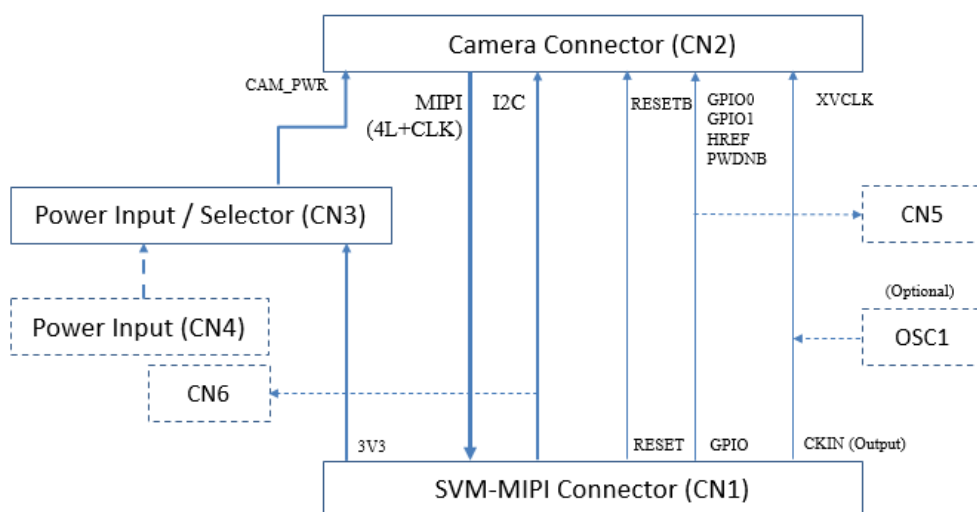 Camera Connector (CN2)
CAM_PWR
MIPI
(4L+CLK)
I2C
RESETB
GPIO0
GPIO1
HREF
PWDNB
XVCLK
Power Input / Selector (CN3)
CN5
(Optional)
Power Input (CN4)
OSC1
CN6
3V3
RESET
GPIO
CKIN (Output)
SVM-MIPI Connector (CN1)